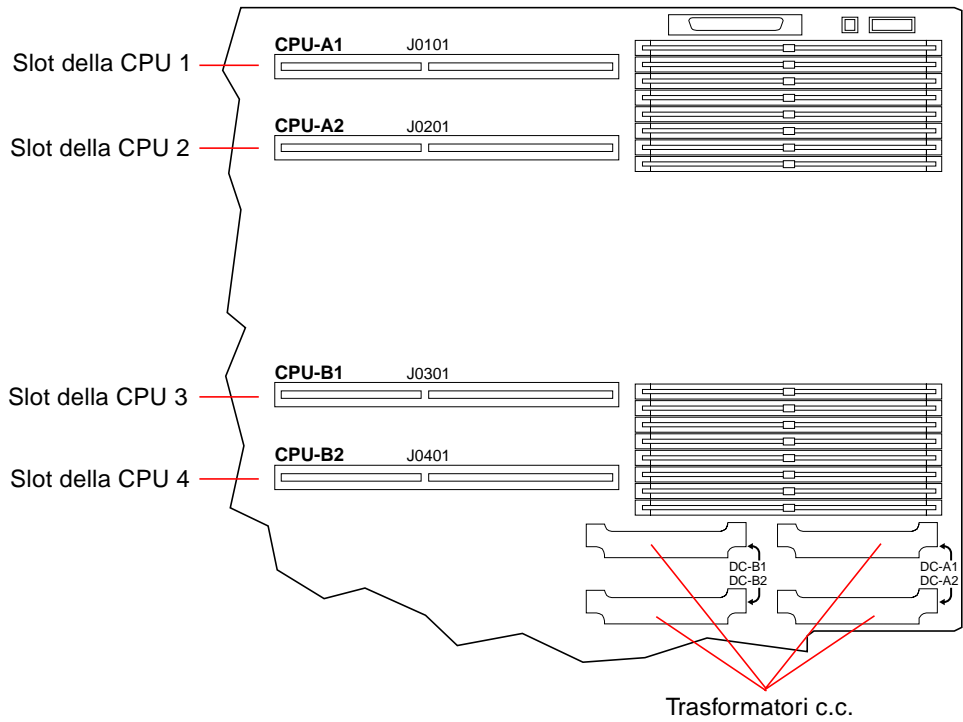 CPU-A1 J0101
Slot della CPU 1
CPU-A2 J0201
Slot della CPU 2
CPU-B1 J0301
Slot della CPU 3
CPU-B2 J0401
Slot della CPU 4
DC-B1
DC-B2
DC-A1
DC-A2
Trasformatori c.c.